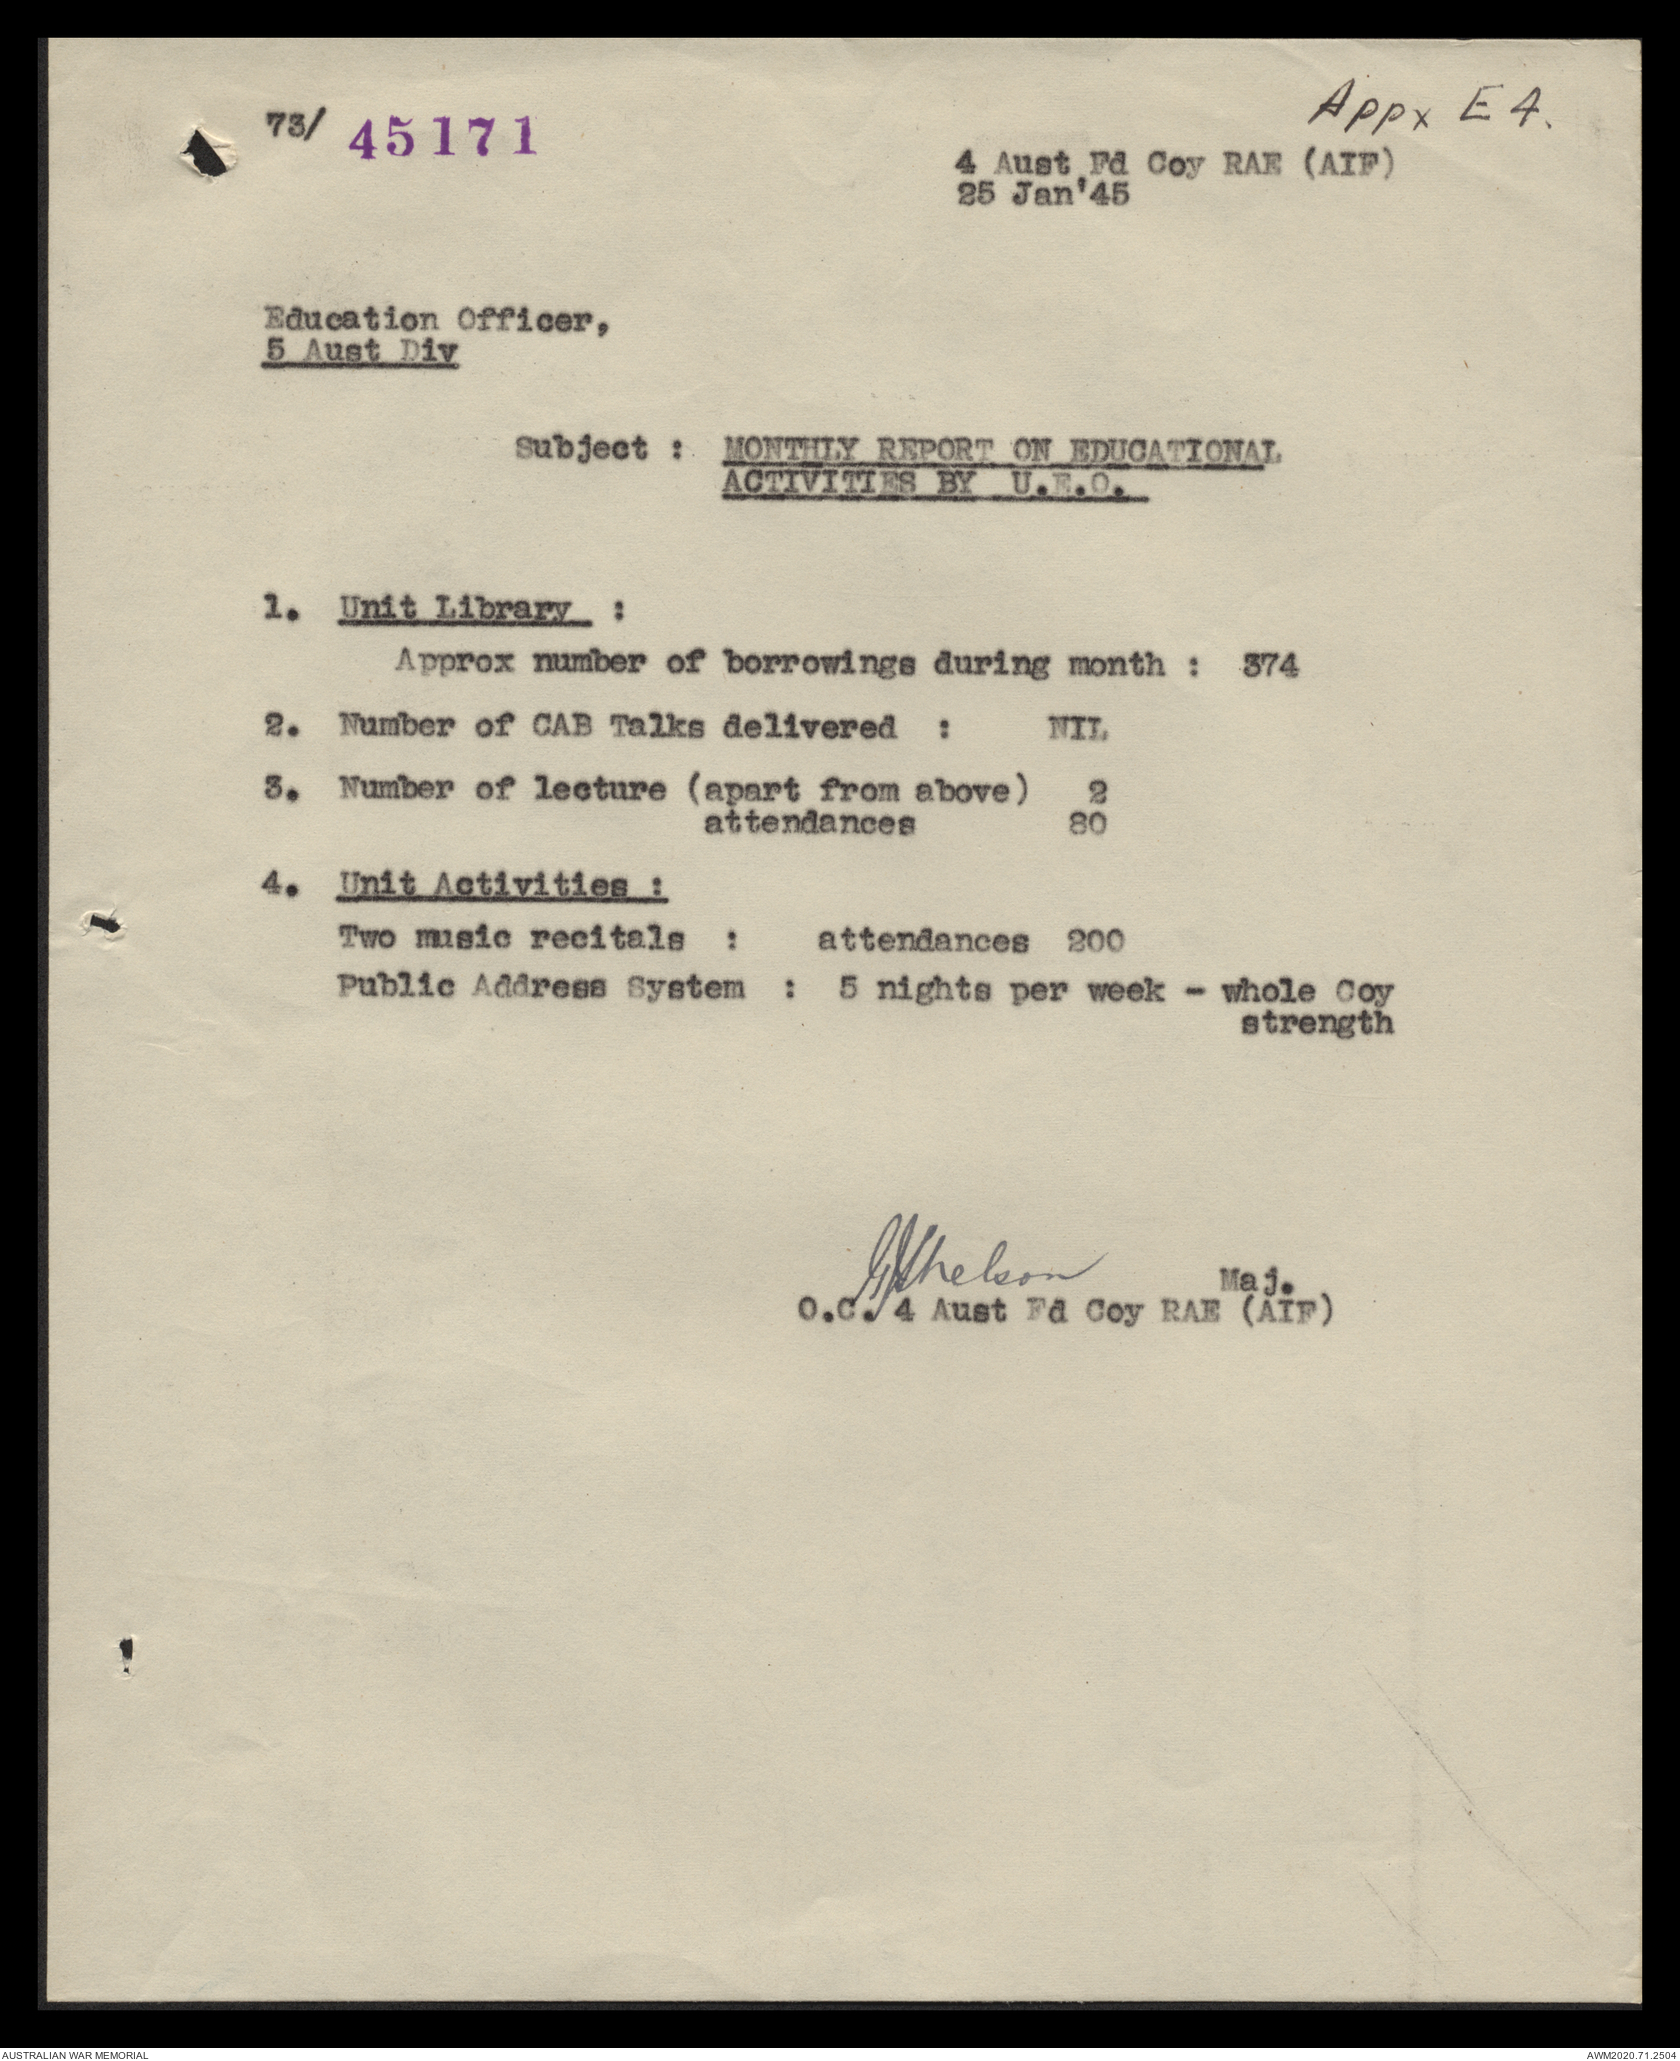 Appx E 4.
73/ 45171
4 Aust Fd Coy RAE (AIF)
25 Jan'45
Education Officer,
5 Aust Div
Subject : MONTHLY REPORT ON EDUCATIONAL
ACTIVITIES BY U.E.O.
1. Unit Library :
Approx number of borrowings during month : 374
2. Number of CAB Talks delivered : NIL
3. Number of lecture (apart from above) 2
attendances 80
4. Unit Activities :
Two music recitals : attendances 200
Public Address System : 5 nights per week - whole Coy
strength
Maj.
O.C. 4 Aust Fd Coy RAE (AIF)
AUSTRALIAN WAR MEMORIAL
AWM2020.71.2504